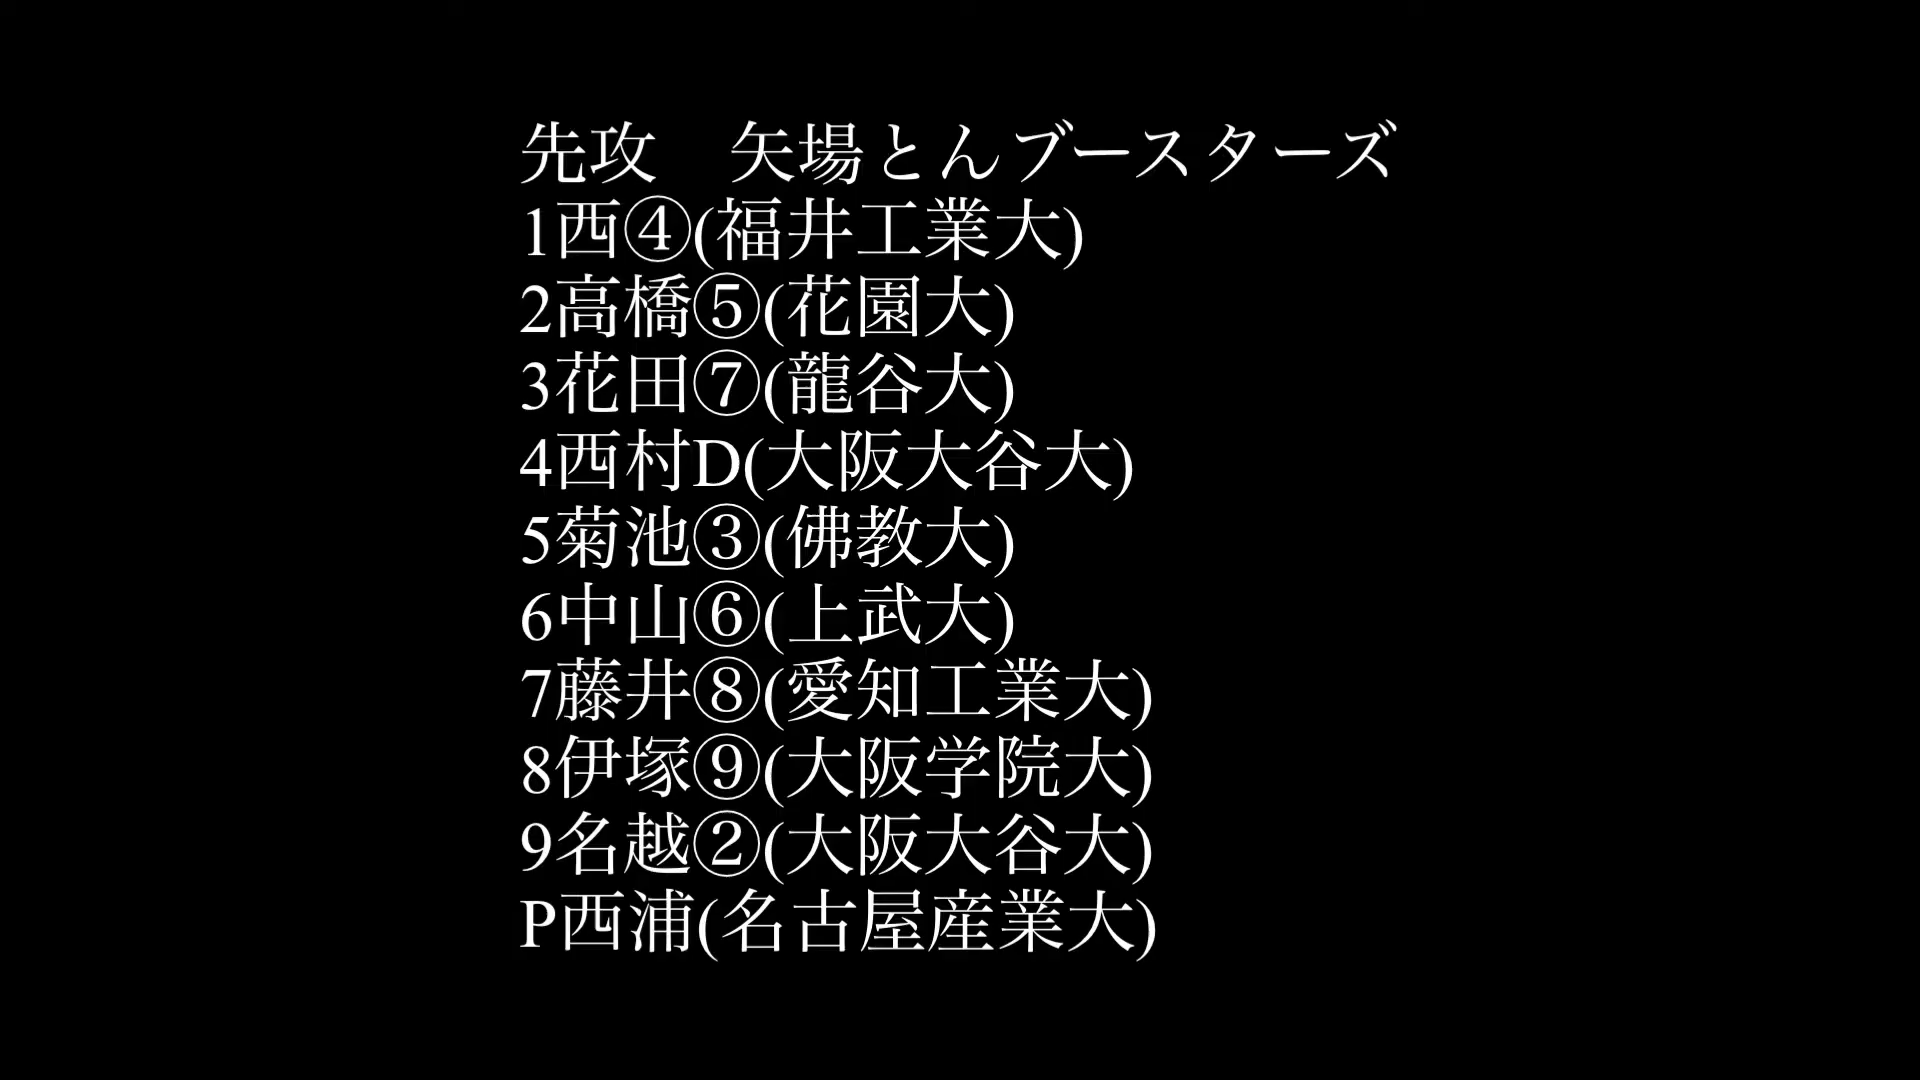 先攻　矢場とんブースターズ
1西④(福井工業大)
2高橋⑤(花園大)
3花田⑦(龍谷大)
4西村D(大阪大谷大)
5菊池③(佛教大)
6中山⑥(上武大)
7藤井⑧(愛知工業大)
8伊塚⑨(大阪学院大)
9名越②(大阪大谷大)
P西浦(名古屋産業大)